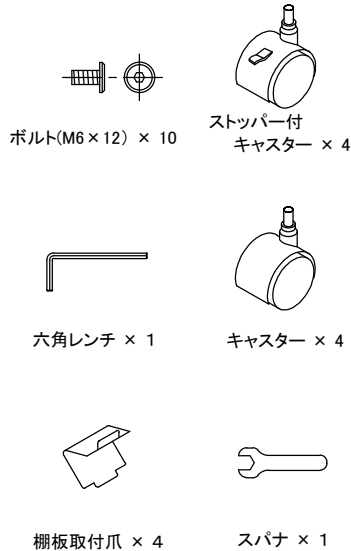 ボルト(M6×12) × 10
ストッパー付
キャスター × 4
六角レンチ × 1
キャスター × 4
棚板取付爪 × 4
スパナ × 1